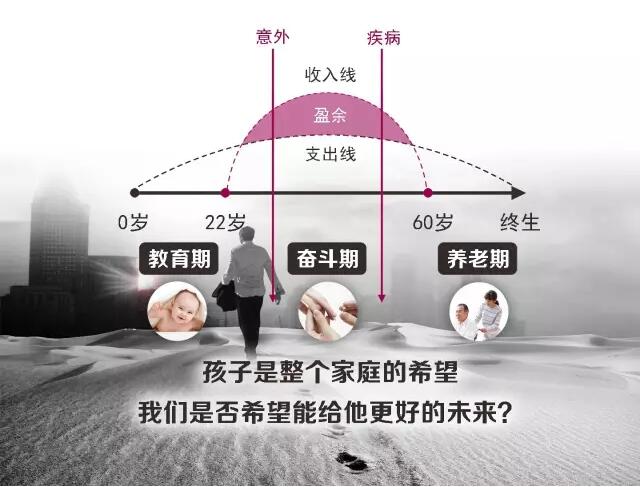 意外 疾病
收入线
盈余
支出线
0岁 22岁 60岁 终生
教育期 奋斗期 养老期
孩子是整个家庭的希望
我们是否希望能给他更好的未来?